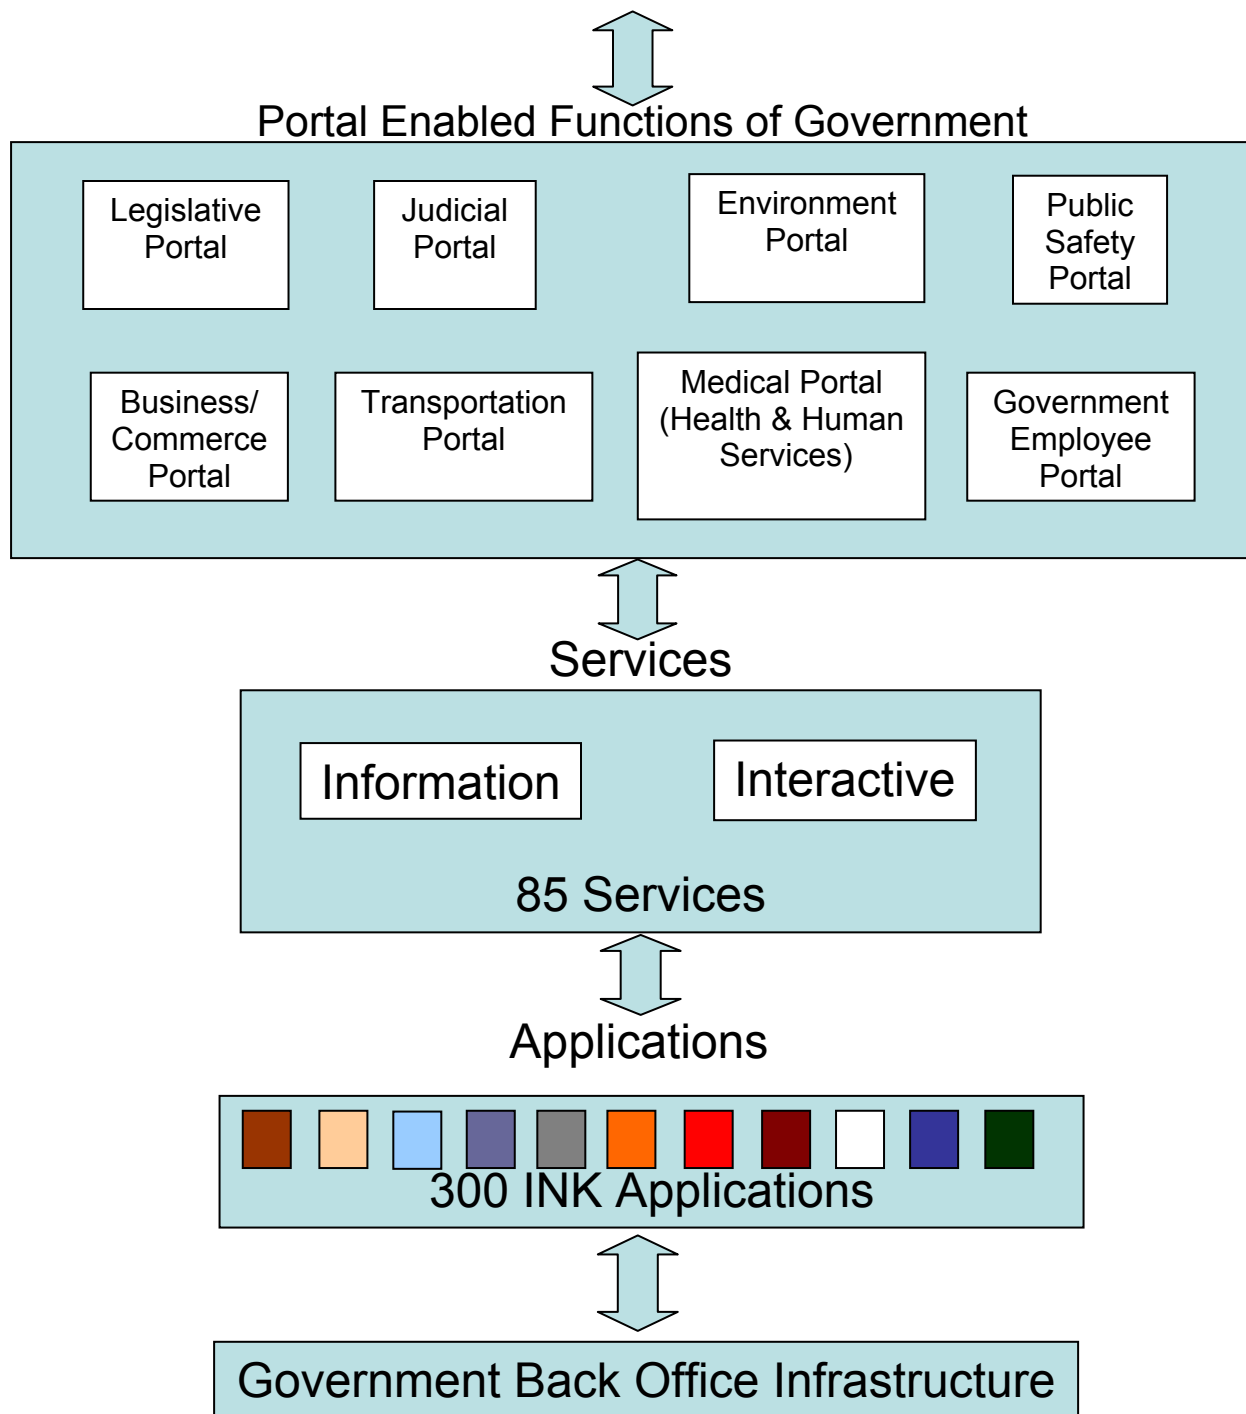 Portal Enabled Functions of Government
Legislative
Portal
Judicial
Portal
Environment
Portal
Public
Safety
Portal
Business/
Commerce
Portal
Transportation
Portal
Medical Portal
(Health & Human
Services)
Government
Employee
Portal
Services
Information
Interactive
85 Services
Applications
300 INK Applications
Government Back Office Infrastructure